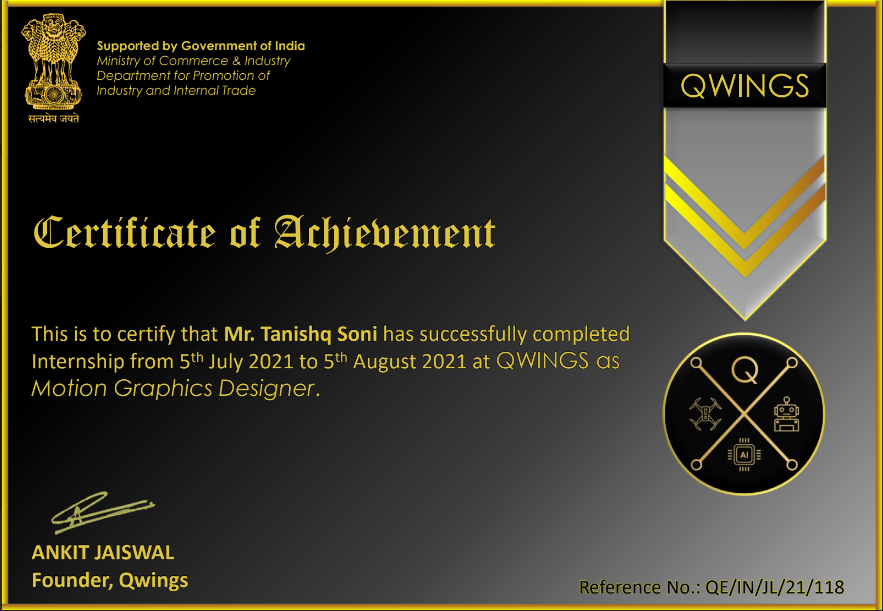 Supported by Government of India
Ministry of Commerce & Industry
Department for Promotion of
Industry and Internal Trade
सत्यमेव जयते
QWINGS
Certificate of Achievement
This is to certify that Mr. Tanishq Soni has successfully completed
Internship from 5th July 2021 to 5th August 2021 at QWINGS as
Motion Graphics Designer.
Q
AI
ANKIT JAISWAL
Founder, Qwings
Reference No.: QE/IN/JL/21/118